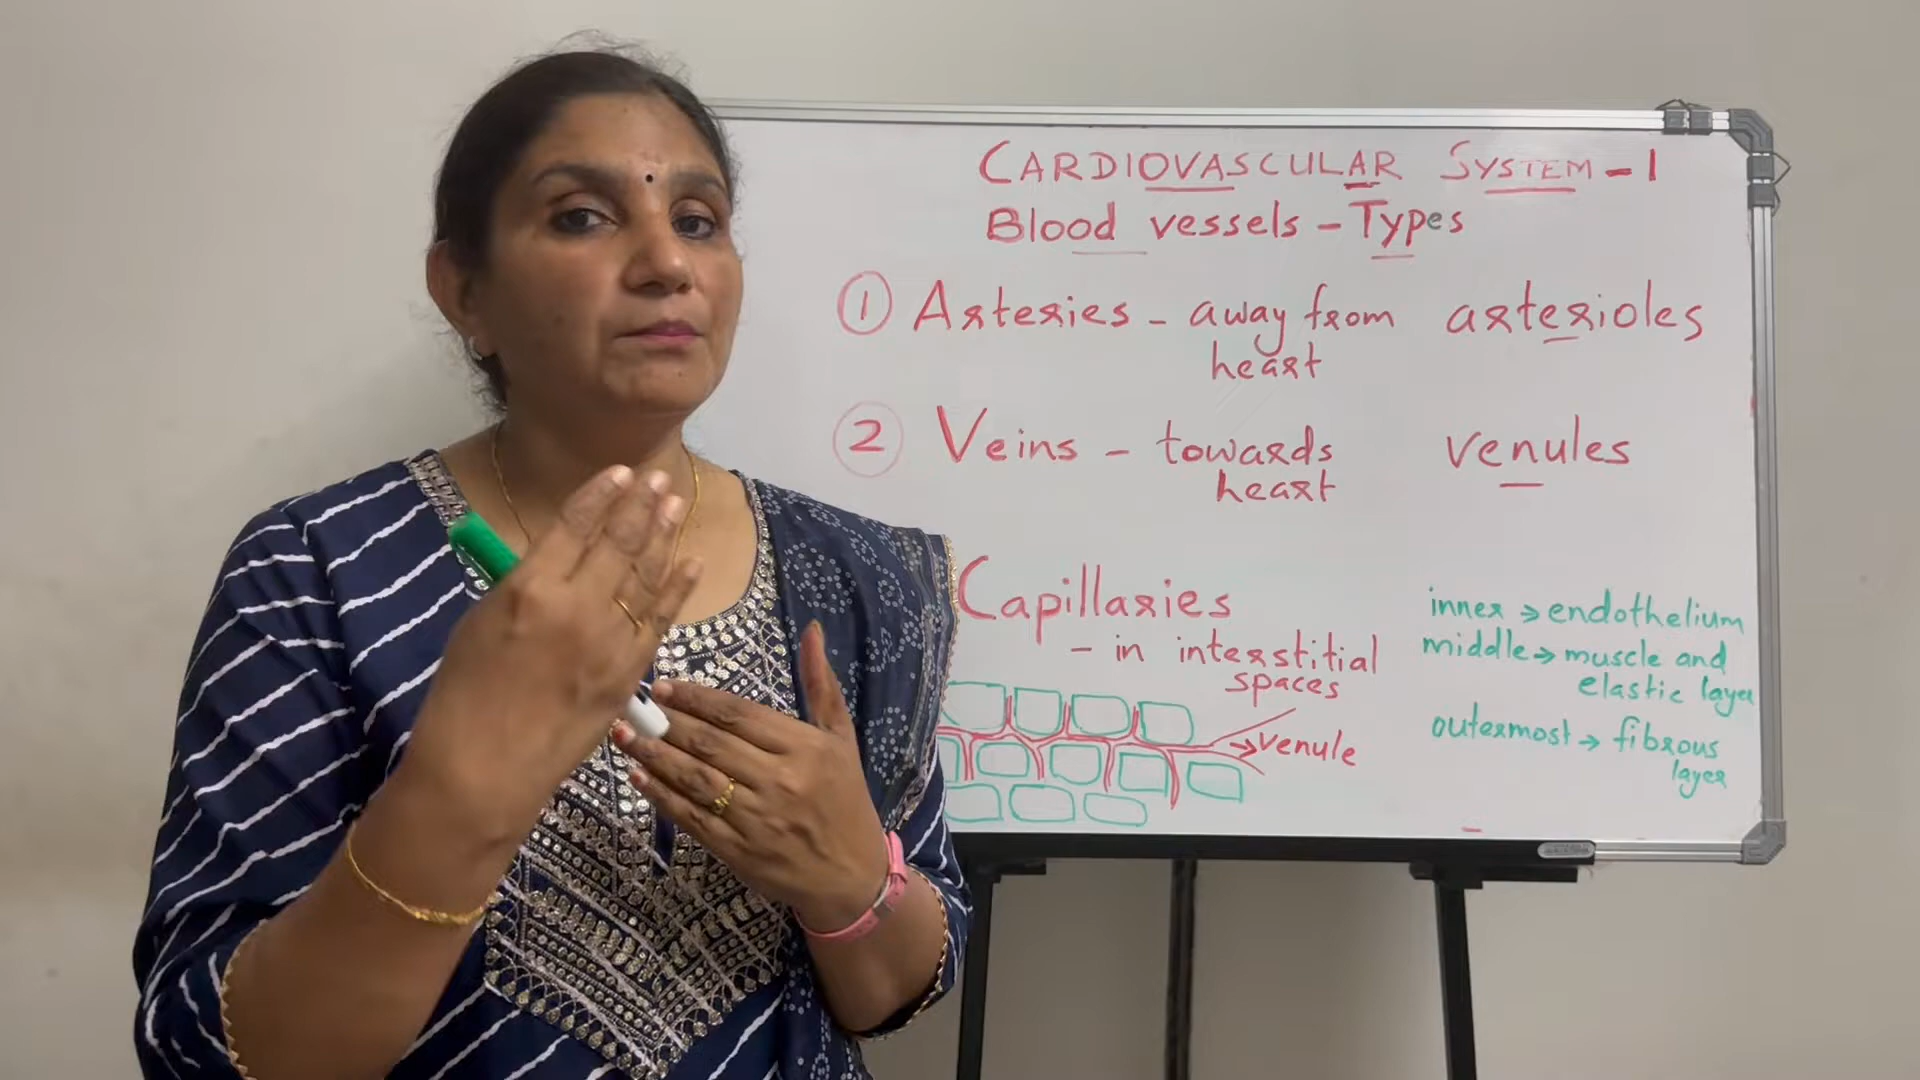 CARDIOVASCULAR SYSTEM - 1
Blood vessels - Types
① Arteries - away from heart arterioles
② Veins - towards heart venules
Capillaries
- in interstitial spaces
→ venule
inner → endothelium
middle → muscle and
elastic layer
outermost → fibrous
layer